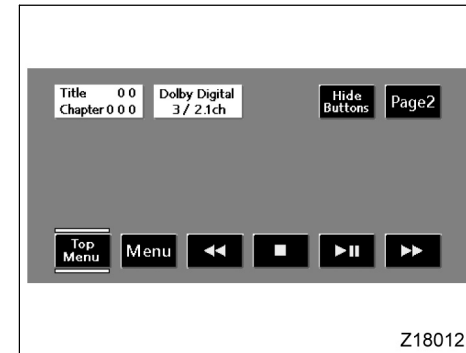 Title 0 0
Chapter 0 0 0
Dolby Digital
3 / 2.1ch
Hide
Buttons
Page2
Top
Menu
Menu
Z18012